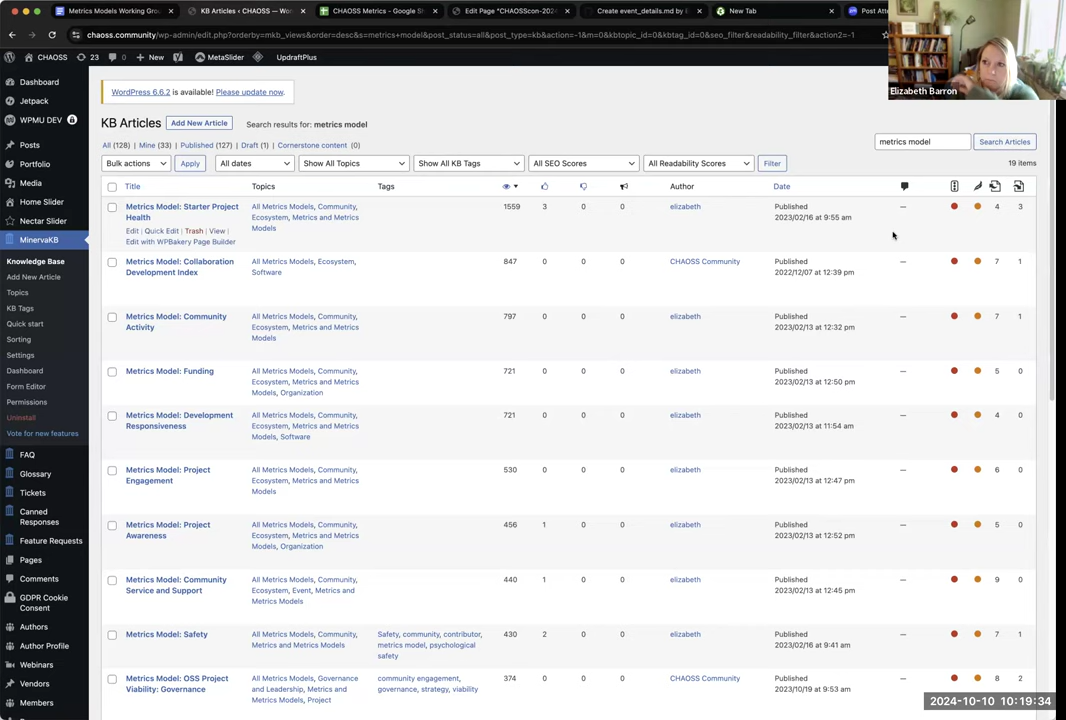 Metrics Models Working Grou
KB Articles ‹ CHAOSS — Wor
CHAOSS Metrics - Google Sh
Edit Page "CHAOSScon-2024
Create event_details.md by E
New Tab
Post Atte
chaoss.community/wp-admin/edit.php?orderby=mkb_views&order=desc&s=metrics+model&post_status=all&post_type=kb&action=-1&m=0&kbtopic_id=0&kbtag_id=0&seo_filter&readability_filter&action2=-1
CHAOSS
23
0
New
MetaSlider
UpdraftPlus
Elizabeth Barron
Dashboard
Jetpack
WPMU DEV
Posts
Portfolio
Media
Home Slider
Nectar Slider
MinervaKB
Knowledge Base
Add New Article
Topics
KB Tags
Quick start
Sorting
Settings
Dashboard
Form Editor
Permissions
Uninstall
Vote for new features
FAQ
Glossary
Tickets
Canned
Responses
Feature Requests
Pages
Comments
GDPR Cookie
Consent
Authors
Author Profile
Webinars
Vendors
Members
WordPress 6.6.2 is available! Please update now.
KB Articles
Add New Article
Search results for: metrics model
All (128) | Mine (33) | Published (127) | Draft (1) | Cornerstone content (0)
metrics model
Search Articles
Bulk actions
Apply
All dates
Show All Topics
Show All KB Tags
All SEO Scores
All Readability Scores
Filter
19 items
Title
Topics
Tags
Author
Date
Metrics Model: Starter Project
Health
Edit | Quick Edit | Trash | View |
Edit with WPBakery Page Builder
All Metrics Models, Community,
Ecosystem, Metrics and Metrics
Models
1559
3
0
0
elizabeth
Published
2023/02/16 at 9:55 am
—
4
3
Metrics Model: Collaboration
Development Index
All Metrics Models, Ecosystem,
Software
847
0
0
0
CHAOSS Community
Published
2022/12/07 at 12:39 pm
—
7
1
Metrics Model: Community
Activity
All Metrics Models, Community,
Ecosystem, Metrics and Metrics
Models
797
0
0
0
elizabeth
Published
2023/02/13 at 12:32 pm
—
7
1
Metrics Model: Funding
All Metrics Models, Community,
Ecosystem, Metrics and Metrics
Models, Organization
721
0
0
0
elizabeth
Published
2023/02/13 at 12:50 pm
—
5
0
Metrics Model: Development
Responsiveness
All Metrics Models, Community,
Ecosystem, Metrics and Metrics
Models, Software
721
0
0
0
elizabeth
Published
2023/02/13 at 11:54 am
—
4
0
Metrics Model: Project
Engagement
All Metrics Models, Community,
Ecosystem, Metrics and Metrics
Models
530
0
0
0
elizabeth
Published
2023/02/13 at 12:47 pm
—
6
0
Metrics Model: Project
Awareness
All Metrics Models, Community,
Ecosystem, Metrics and Metrics
Models, Organization
456
1
0
0
elizabeth
Published
2023/02/13 at 12:52 pm
—
5
0
Metrics Model: Community
Service and Support
All Metrics Models, Community,
Ecosystem, Event, Metrics and
Metrics Models
440
1
0
0
elizabeth
Published
2023/02/13 at 12:45 pm
—
9
0
Metrics Model: Safety
All Metrics Models, Community,
Metrics and Metrics Models
Safety, community, contributor,
metrics model, psychological
safety
430
2
0
0
elizabeth
Published
2023/02/16 at 9:41 am
—
7
1
Metrics Model: OSS Project
Viability: Governance
All Metrics Models, Governance
and Leadership, Metrics and
Metrics Models, Project
community engagement,
governance, strategy, viability
374
0
0
0
CHAOSS Community
Published
2023/10/19 at 9:53 am
—
8
2
2024-10-10 10:19:34